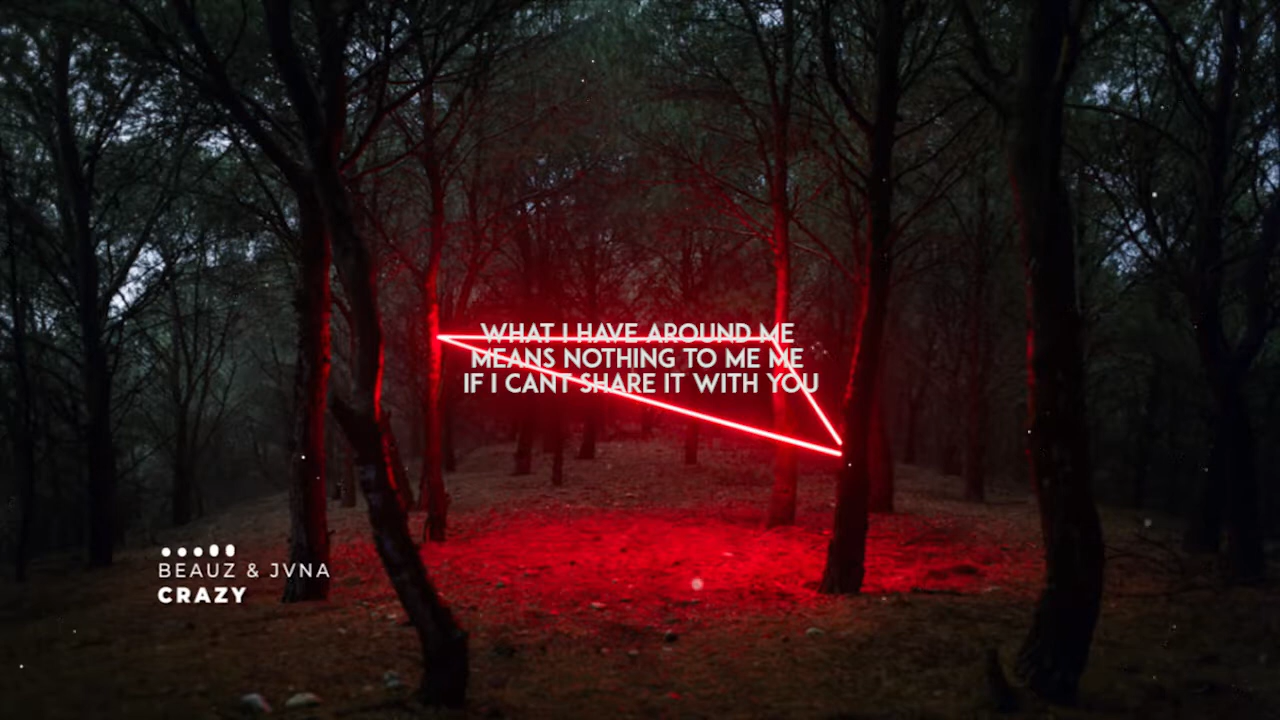 WHAT I HAVE AROUND ME
MEANS NOTHING TO ME ME
IF I CANT SHARE IT WITH YOU
BEAUZ & JVNA
CRAZY